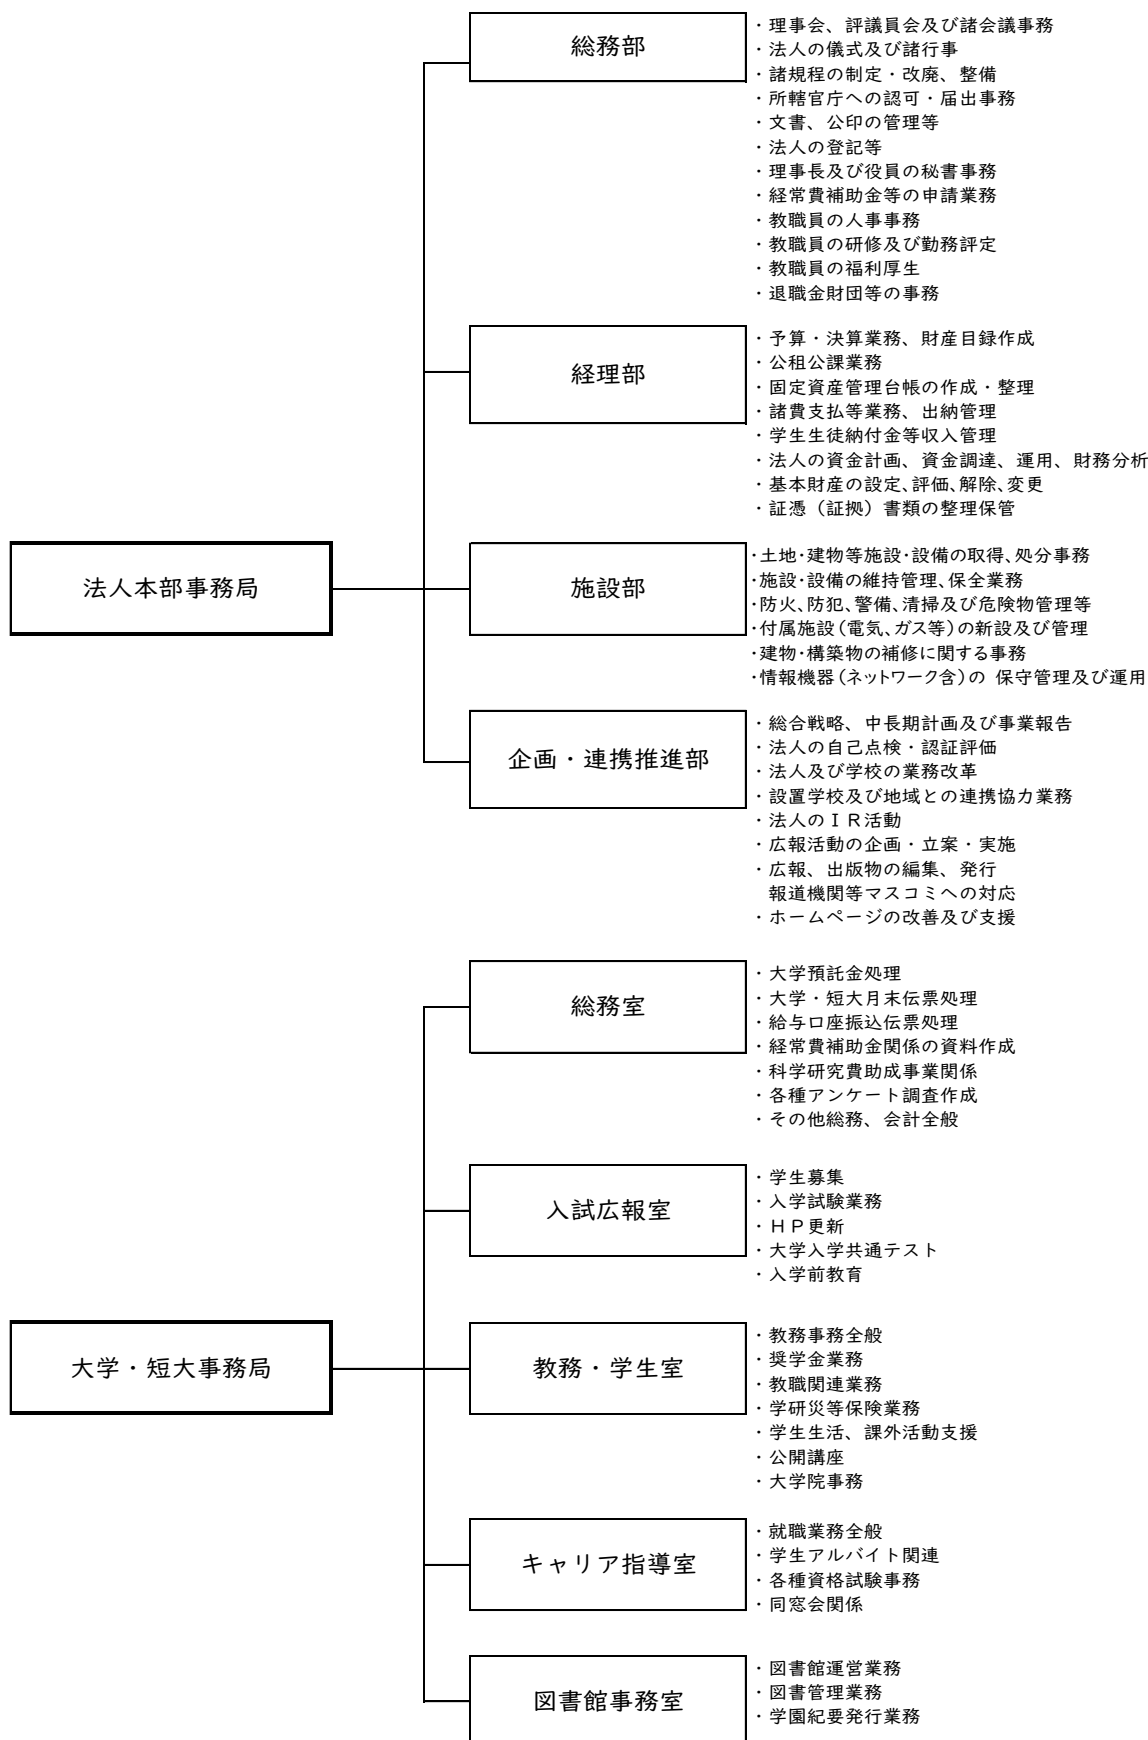 総務部
・理事会、評議員会及び諸会議事務
・法人の儀式及び諸行事
・諸規程の制定・改廃、整備
・所轄官庁への認可・届出事務
・文書、公印の管理等
・法人の登記等
・理事長及び役員の秘書事務
・経常費補助金等の申請業務
・教職員の人事事務
・教職員の研修及び勤務評定
・教職員の福利厚生
・退職金財団等の事務
経理部
・予算・決算業務、財産目録作成
・公租公課業務
・固定資産管理台帳の作成・整理
・諸費支払等業務、出納管理
・学生生徒納付金等収入管理
・法人の資金計画、資金調達、運用、財務分析
・基本財産の設定、評価、解除、変更
・証憑（証拠）書類の整理保管
法人本部事務局
施設部
・土地・建物等施設・設備の取得、処分事務
・施設・設備の維持管理、保全業務
・防火、防犯、警備、清掃及び危険物管理等
・付属施設（電気、ガス等）の新設及び管理
・建物・構築物の補修に関する事務
・情報機器（ネットワーク含）の 保守管理及び運用
企画・連携推進部
・総合戦略、中長期計画及び事業報告
・法人の自己点検・認証評価
・法人及び学校の業務改革
・設置学校及び地域との連携協力業務
・法人のＩＲ活動
・広報活動の企画・立案・実施
・広報、出版物の編集、発行
報道機関等マスコミへの対応
・ホームページの改善及び支援
総務室
・大学預託金処理
・大学・短大月末伝票処理
・給与口座振込伝票処理
・経常費補助金関係の資料作成
・科学研究費助成事業関係
・各種アンケート調査作成
・その他総務、会計全般
入試広報室
・学生募集
・入学試験業務
・ＨＰ更新
・大学入学共通テスト
・入学前教育
大学・短大事務局
教務・学生室
・教務事務全般
・奨学金業務
・教職関連業務
・学研災等保険業務
・学生生活、課外活動支援
・公開講座
・大学院事務
キャリア指導室
・就職業務全般
・学生アルバイト関連
・各種資格試験事務
・同窓会関係
図書館事務室
・図書館運営業務
・図書管理業務
・学園紀要発行業務